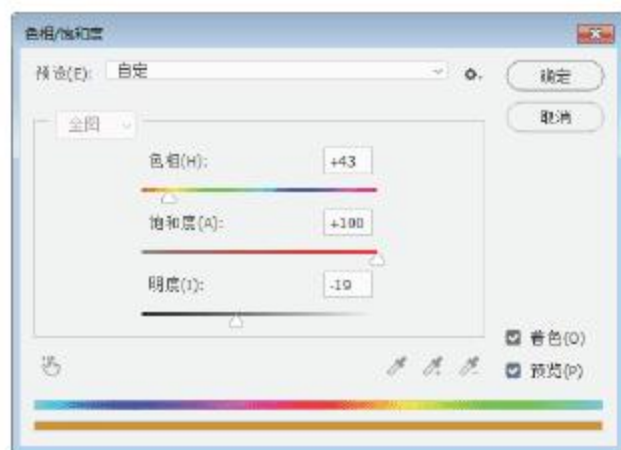 色相/饱和度
预设(E): 自定
确定
取消
全图
色相(H): +43
饱和度(A): +100
明度(I): -19
着色(O)
预览(P)